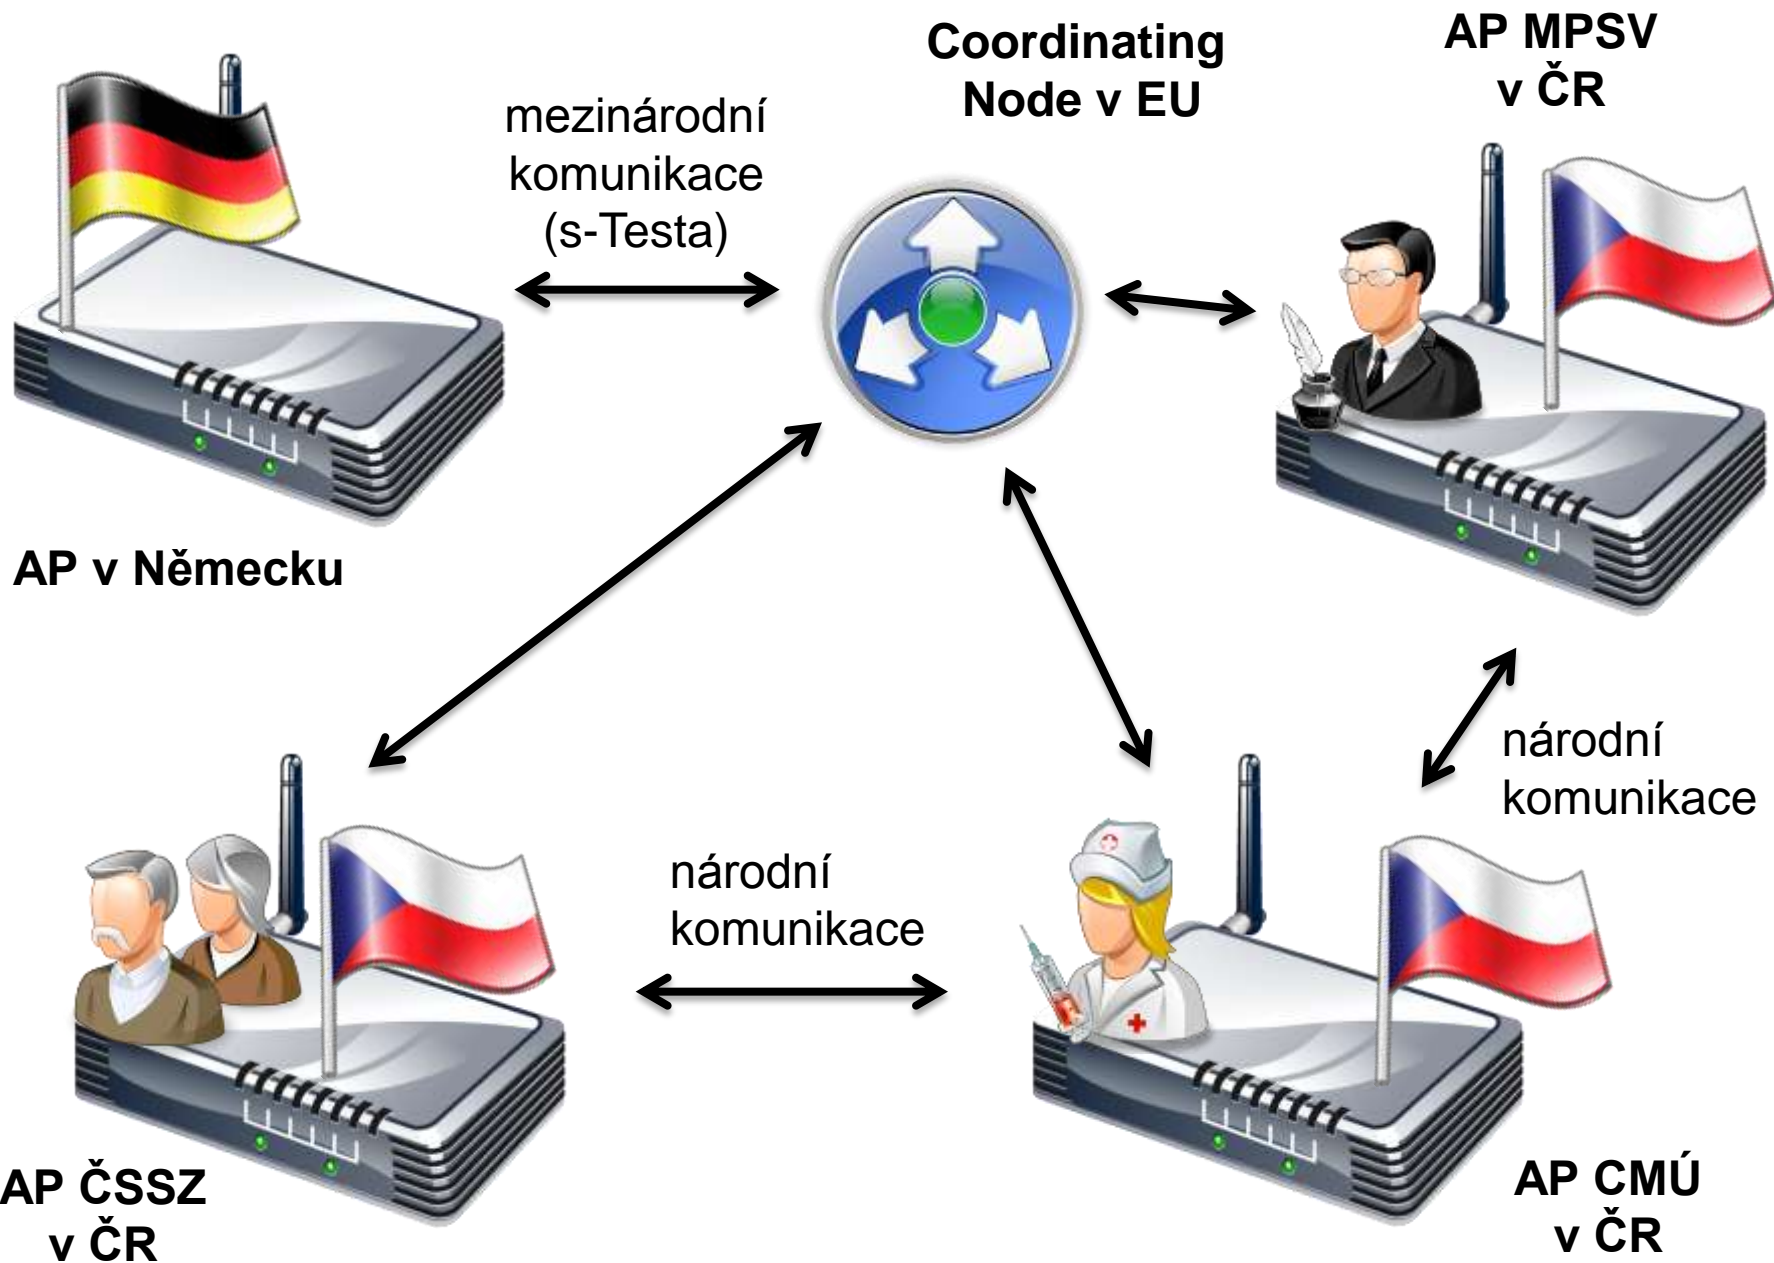 Coordinating
Node v EU
AP MPSV
v ČR
mezinárodní
komunikace
(s-Testa)
AP v Německu
národní
komunikace
národní
komunikace
AP ČSSZ
v ČR
AP CMÚ
v ČR